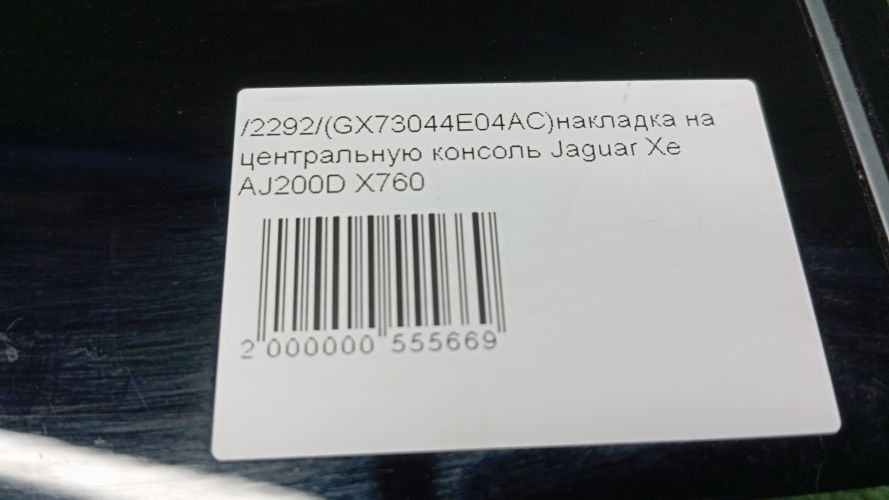 /2292/(GX73044E04AC)накладка на
центральную консоль Jaguar Xe
AJ200D X760
2 000000 555669